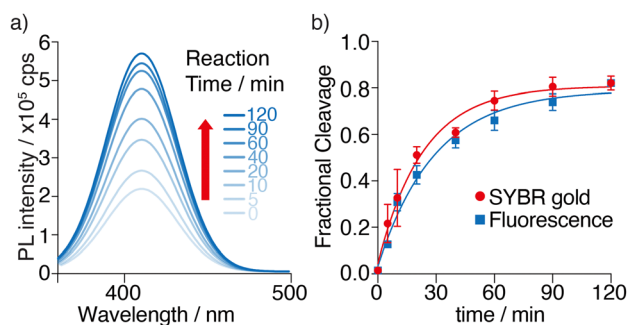 a)
PL intensity / x10⁵ cps
6
5
4
3
2
1
0
400
500
Wavelength / nm
Reaction
Time / min
120
90
60
40
20
10
5
0
b)
Fractional Cleavage
1.0
0.8
0.6
0.4
0.2
0.0
0
30
60
90
120
time / min
SYBR gold
Fluorescence